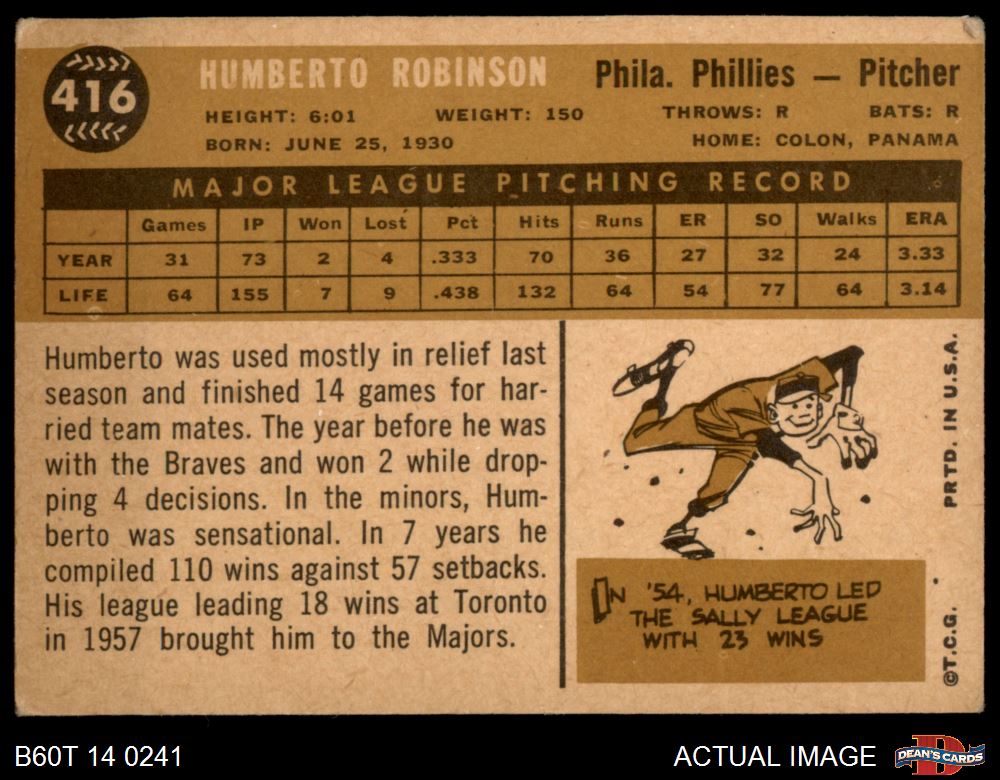 416
HUMBERTO ROBINSON
Phila. Phillies — Pitcher
HEIGHT: 6:01 WEIGHT: 150 THROWS: R BATS: R
BORN: JUNE 25, 1930 HOME: COLON, PANAMA
MAJOR LEAGUE PITCHING RECORD
Games IP Won Lost Pct Hits Runs ER SO Walks ERA
YEAR 31 73 2 4 .333 70 36 27 32 24 3.33
LIFE 64 155 7 9 .438 132 64 54 77 64 3.14
Humberto was used mostly in relief last
season and finished 14 games for har-
ried team mates. The year before he was
with the Braves and won 2 while drop-
ping 4 decisions. In the minors, Hum-
berto was sensational. In 7 years he
compiled 110 wins against 57 setbacks.
His league leading 18 wins at Toronto
in 1957 brought him to the Majors.
IN '54, HUMBERTO LED
THE SALLY LEAGUE
WITH 23 WINS
©T.C.G. PRTD. IN U.S.A.
B60T 14 0241
ACTUAL IMAGE
D
DEAN'S CARDS